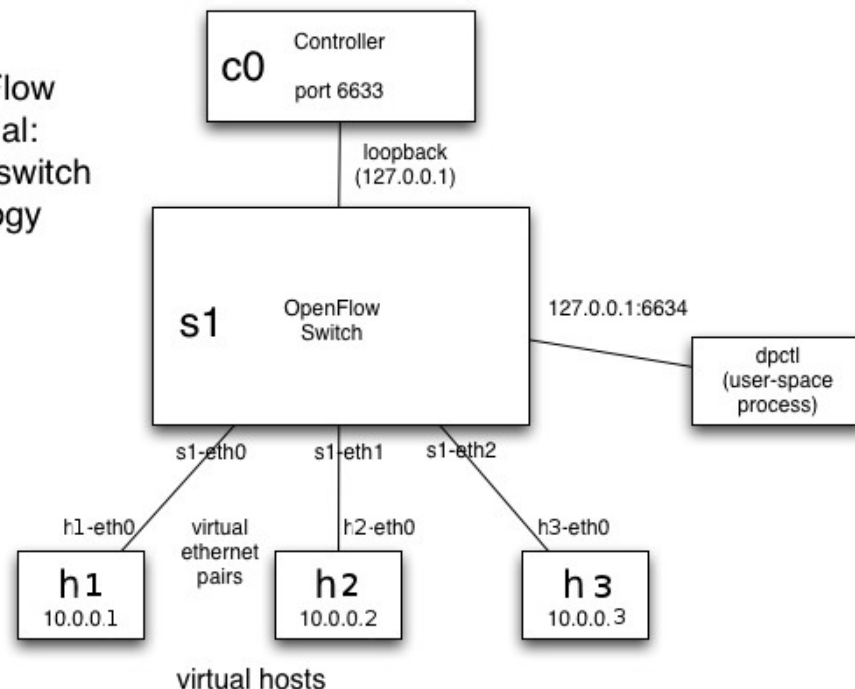 Controller
c0
port 6633
low
al:
switch
ogy
loopback
(127.0.0.1)
s1
OpenFlow
Switch
127.0.0.1:6634
dpctl
(user-space
process)
s1-eth0
s1-eth1
s1-eth2
h1-eth0
virtual
ethernet
pairs
h2-eth0
h3-eth0
h1
10.0.0.1
h2
10.0.0.2
h3
10.0.0.3
virtual hosts